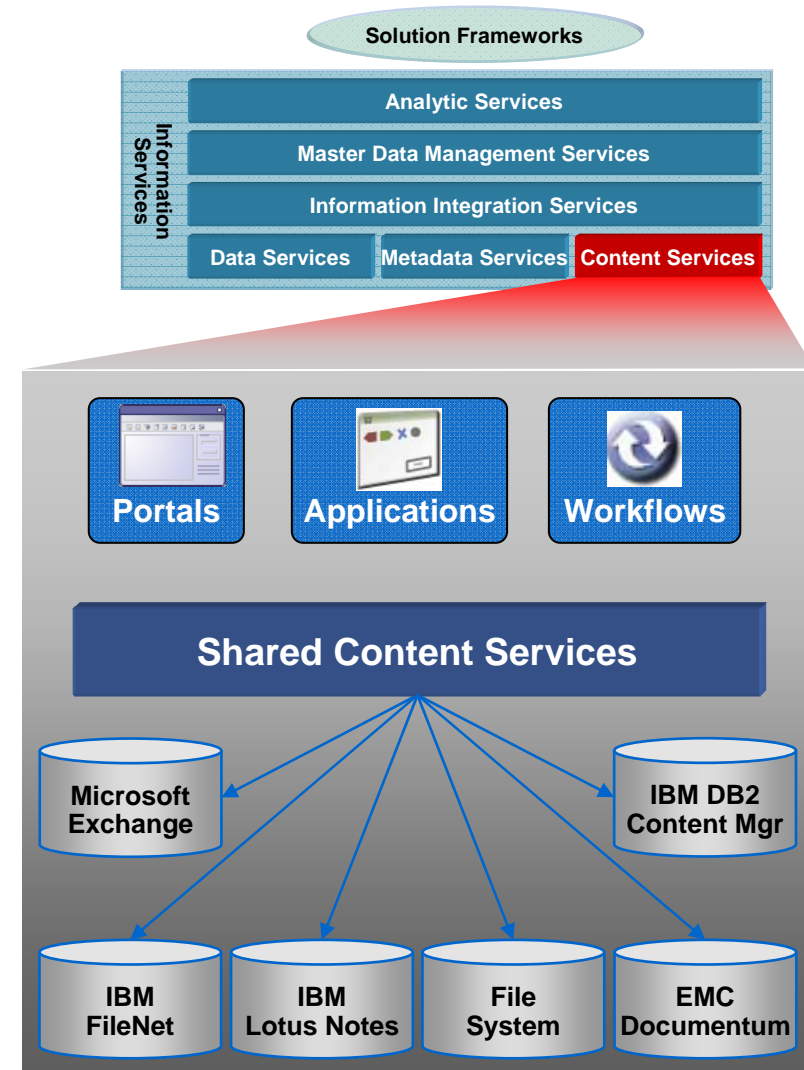 Solution Frameworks
Information
Services
Analytic Services
Master Data Management Services
Information Integration Services
Data Services
Metadata Services
Content Services
Portals
Applications
Workflows
Shared Content Services
Microsoft
Exchange
IBM DB2
Content Mgr
IBM
FileNet
IBM
Lotus Notes
File
System
EMC
Documentum